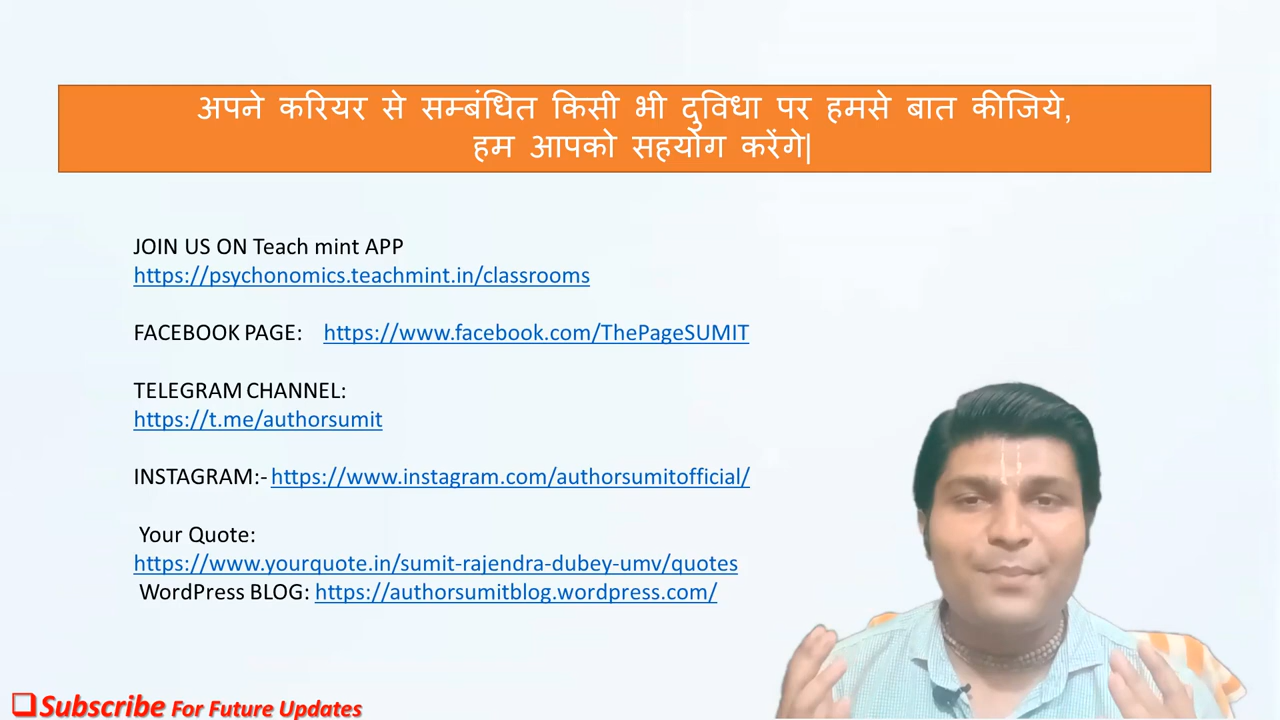 अपने करियर से सम्बंधित किसी भी दुविधा पर हमसे बात कीजिये,
हम आपको सहयोग करेंगे|
JOIN US ON Teach mint APP
https://psychonomics.teachmint.in/classrooms
FACEBOOK PAGE: https://www.facebook.com/ThePageSUMIT
TELEGRAM CHANNEL:
https://t.me/authorsumit
INSTAGRAM:- https://www.instagram.com/authorsumitofficial/
Your Quote:
https://www.yourquote.in/sumit-rajendra-dubey-umv/quotes
WordPress BLOG: https://authorsumitblog.wordpress.com/
❑Subscribe For Future Updates